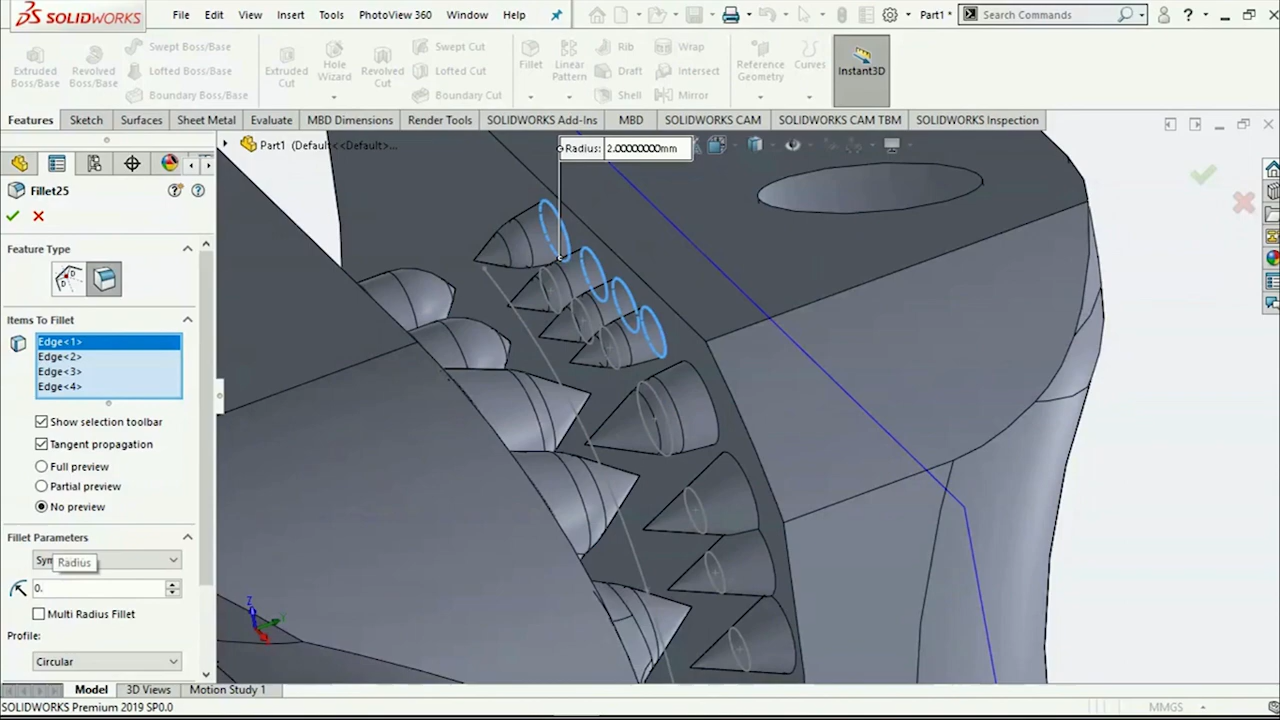 SOLIDWORKS File Edit View Insert Tools PhotoView 360 Window Help Part1 * Search Commands ?
Extruded Boss/Base
Revolved Boss/Base
Swept Boss/Base
Lofted Boss/Base
Boundary Boss/Base
Extruded Cut
Hole Wizard
Revolved Cut
Swept Cut
Lofted Cut
Boundary Cut
Fillet
Linear Pattern
Rib
Draft
Shell
Wrap
Intersect
Mirror
Reference Geometry
Curves
Instant3D
Features Sketch Surfaces Sheet Metal Evaluate MBD Dimensions Render Tools SOLIDWORKS Add-Ins MBD SOLIDWORKS CAM SOLIDWORKS CAM TBM SOLIDWORKS Inspection
Part1 (Default<<Default>...
Radius: 2.00000000mm
Fillet25
Feature Type
Items To Fillet
Edge<1>
Edge<2>
Edge<3>
Edge<4>
Show selection toolbar
Tangent propagation
Full preview
Partial preview
No preview
Fillet Parameters
Sym
Radius
0.
Multi Radius Fillet
Profile:
Circular
Z
Y
Model 3D Views Motion Study 1
SOLIDWORKS Premium 2019 SP0.0 MMGS